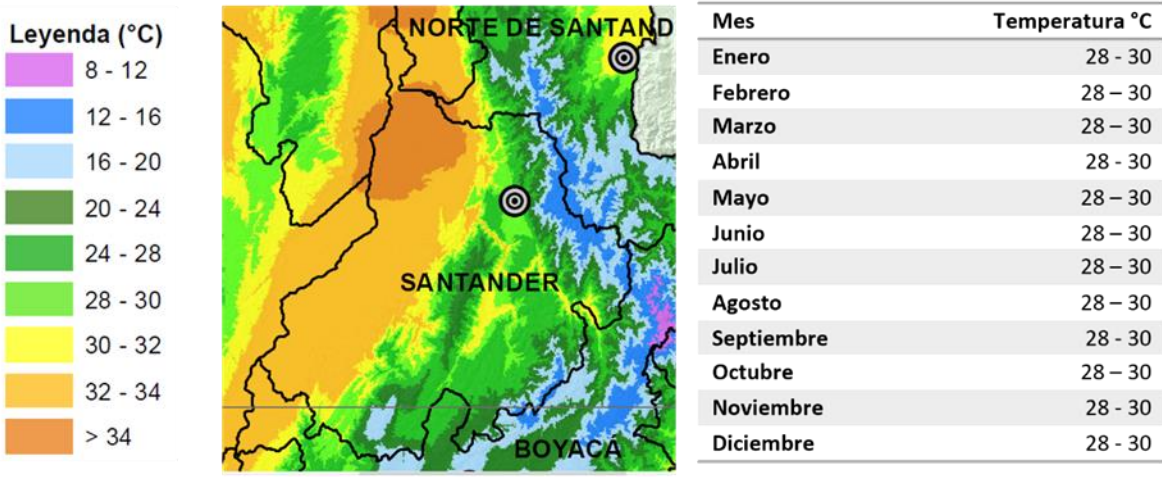 Leyenda (°C)
8 - 12
12 - 16
16 - 20
20 - 24
24 - 28
28 - 30
30 - 32
32 - 34
> 34
NORTE DE SANTAND
SANTANDER
BOYACÁ
Mes Temperatura °C
Enero 28 - 30
Febrero 28 – 30
Marzo 28 – 30
Abril 28 - 30
Mayo 28 – 30
Junio 28 – 30
Julio 28 – 30
Agosto 28 – 30
Septiembre 28 - 30
Octubre 28 – 30
Noviembre 28 - 30
Diciembre 28 - 30